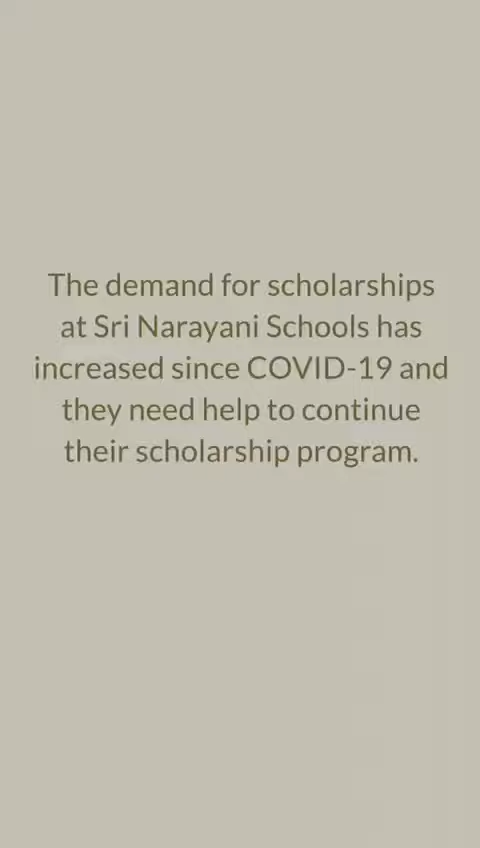 The demand for scholarships
at Sri Narayani Schools has
increased since COVID-19 and
they need help to continue
their scholarship program.